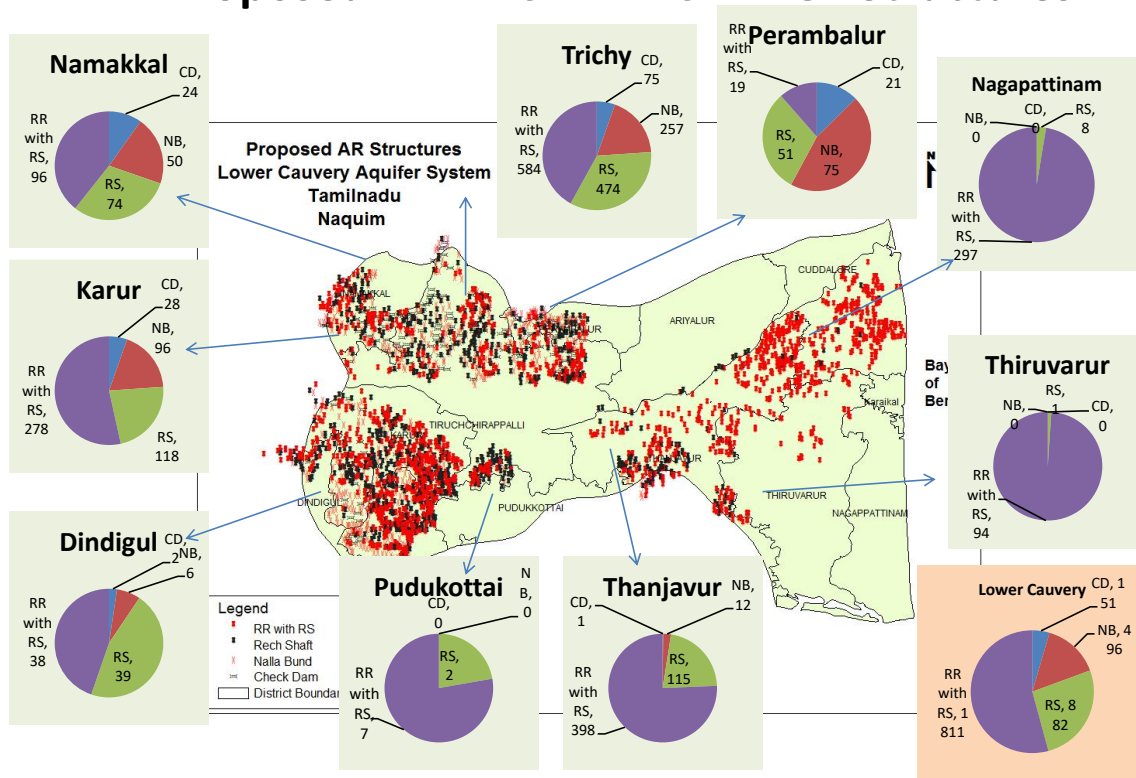 Namakkal
CD,
24
NB,
50
RS,
74
RR
with
RS,
96
Trichy
CD,
75
NB,
257
RS,
474
RR
with
RS,
584
Perambalur
CD,
21
NB,
75
RS,
51
RR
with
RS,
19
Nagapattinam
CD,
0
RS,
8
NB,
0
RR
with
RS,
297
Proposed AR Structures
Lower Cauvery Aquifer System
Tamilnadu
Naquim
N
Karur
CD,
28
NB,
96
RS,
118
RR
with
RS,
278
CUDDALORE
ARIYALUR
Karaikal
TIRUCHCHIRAPPALLI
DINDIGUL
PUDUKKOTTAI
THANJAVUR
THIRUVARUR
NAGAPPATTINAM
Bay
of
Ben
Thiruvarur
RS,
1
NB,
0
CD,
0
RR
with
RS,
94
Dindigul
CD,
2
NB,
6
RS,
39
RR
with
RS,
38
Legend
RR with RS
Rech Shaft
Nalla Bund
Check Dam
District Boundar
Pudukottai
CD,
0
N
B,
0
RS,
2
RR
with
RS,
7
Thanjavur
CD,
1
NB,
12
RS,
115
RR
with
RS,
398
Lower Cauvery
CD, 1
51
NB, 4
96
RS, 8
82
RR
with
RS, 1
811